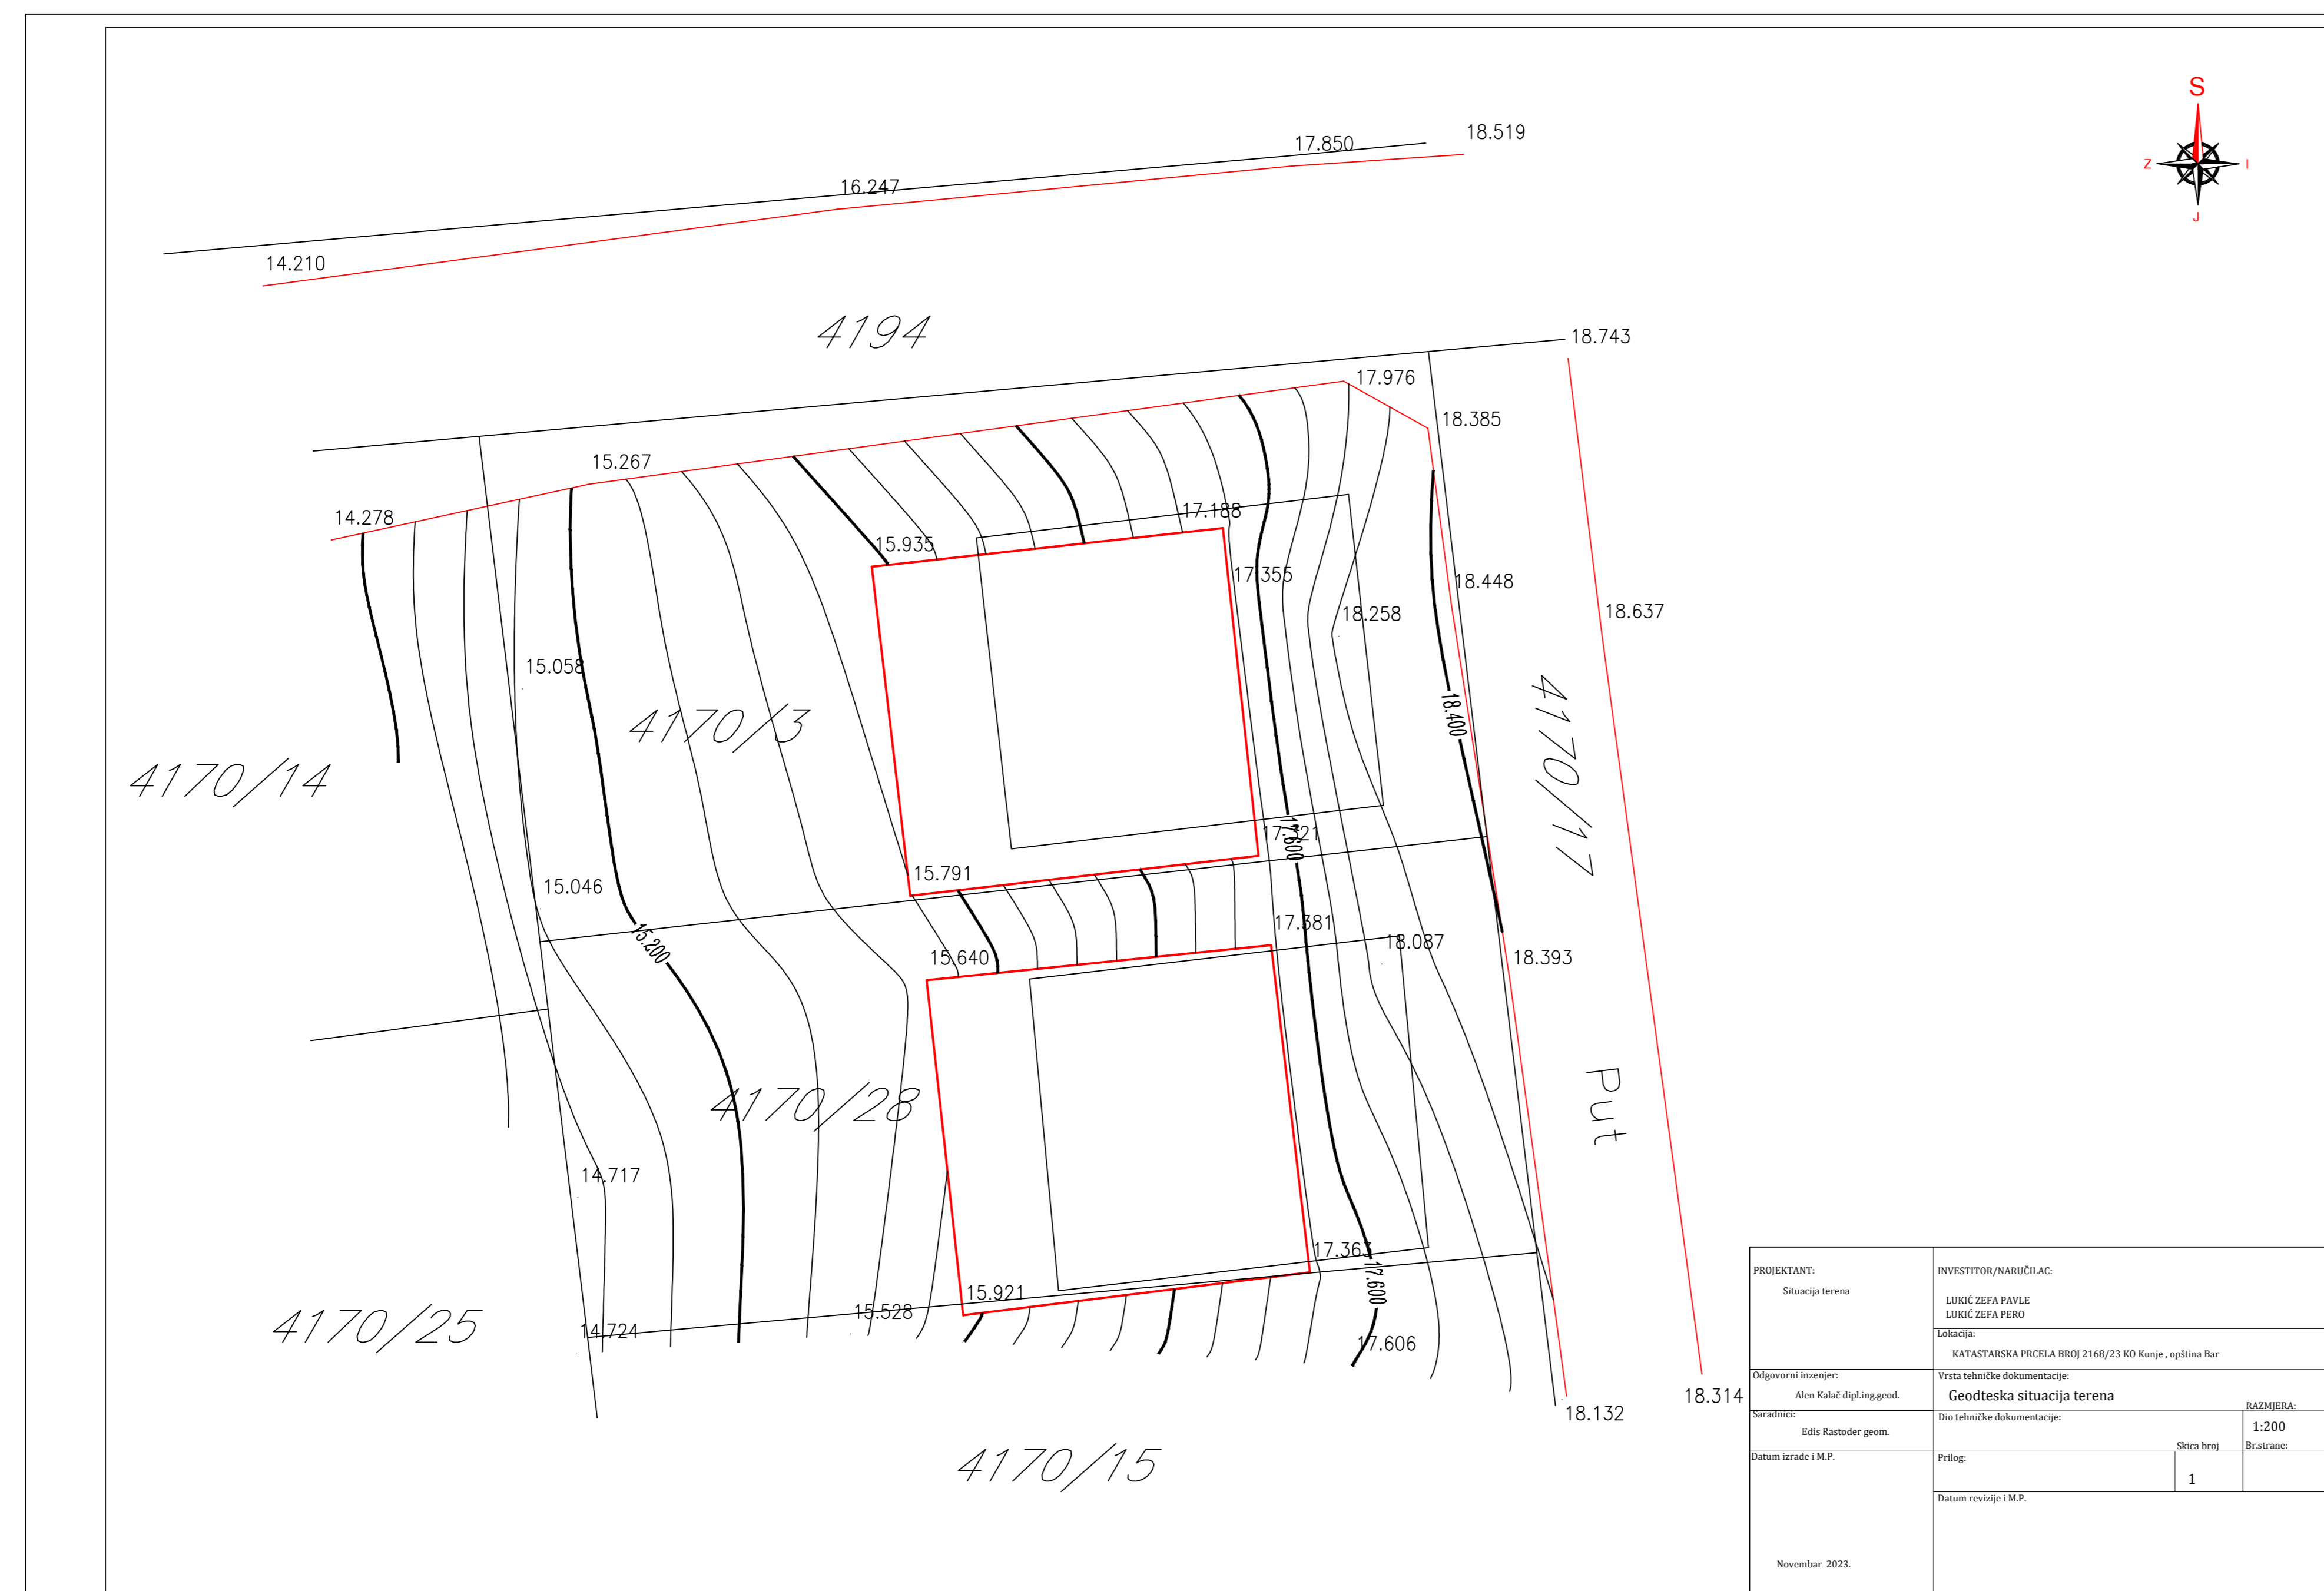 S
Z
I
J
18.519
17.850
16.247
14.210
4194
18.743
17.976
18.385
15.267
14.278
17.188
15.935
17.355
18.448
18.258
18.637
15.058
4170/3
18.400
4170/17
4170/14
17.321
17.600
15.791
15.046
15.200
17.381
18.087
15.640
18.393
4170/28
Put
14.717
17.363
17.600
15.921
15.528
14.724
17.606
4170/25
18.314
18.132
4170/15
PROJEKTANT:
Situacija terena
INVESTITOR/NARUČILAC:
LUKIĆ ZEFA PAVLE
LUKIĆ ZEFA PERO
Lokacija:
KATASTARSKA PRCELA BROJ 2168/23 KO Kunje , opština Bar
Odgovorni inzenjer:
Alen Kalač dipl.ing.geod.
Vrsta tehničke dokumentacije:
Geodteska situacija terena
RAZMJERA:
1:200
Saradnici:
Edis Rastoder geom.
Dio tehničke dokumentacije:
Skica broj
Br.strane:
Datum izrade i M.P.
Prilog:
1
Datum revizije i M.P.
Novembar 2023.